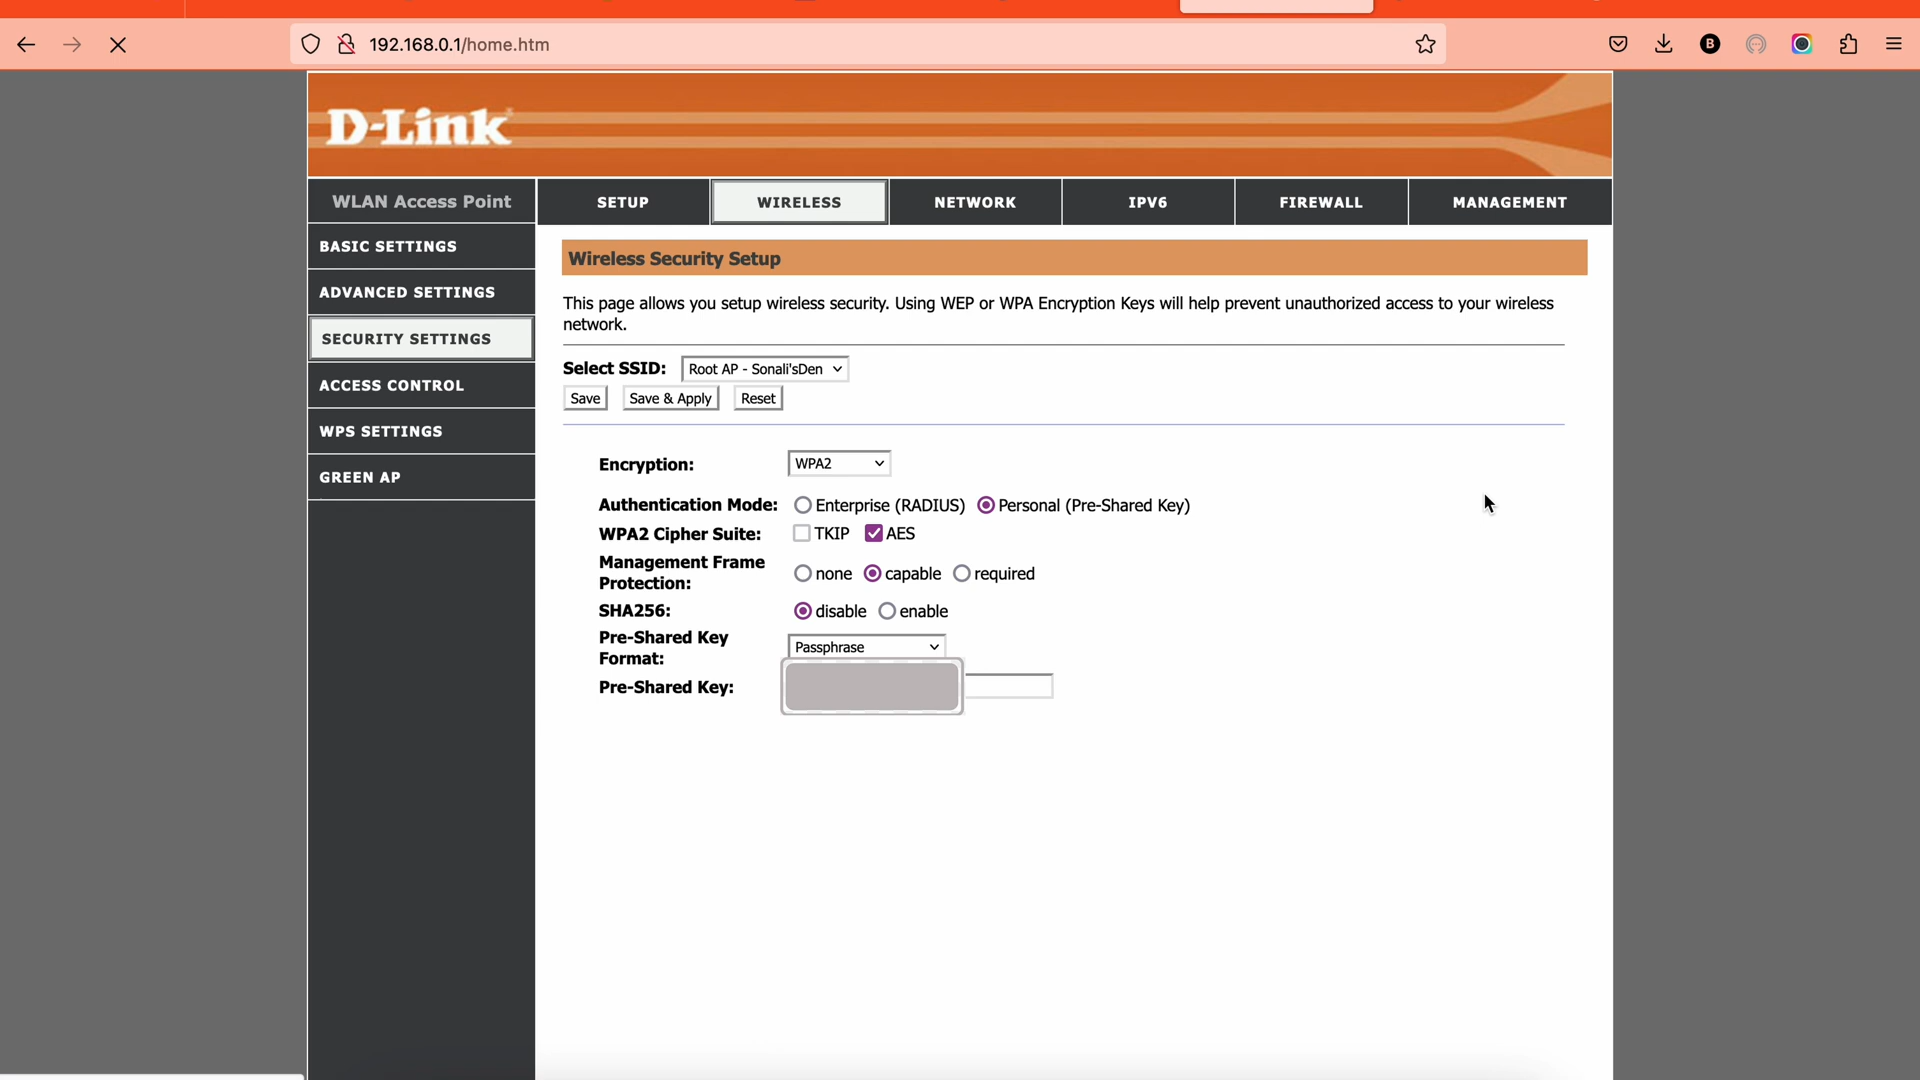 192.168.0.1/home.htm
B
D-Link
WLAN Access Point
SETUP
WIRELESS
NETWORK
IPV6
FIREWALL
MANAGEMENT
BASIC SETTINGS
ADVANCED SETTINGS
SECURITY SETTINGS
ACCESS CONTROL
WPS SETTINGS
GREEN AP
Wireless Security Setup
This page allows you setup wireless security. Using WEP or WPA Encryption Keys will help prevent unauthorized access to your wireless
network.
Select SSID: Root AP - Sonali'sDen
Save Save & Apply Reset
Encryption: WPA2
Authentication Mode: Enterprise (RADIUS) Personal (Pre-Shared Key)
WPA2 Cipher Suite: TKIP AES
Management Frame
Protection: none capable required
SHA256: disable enable
Pre-Shared Key
Format: Passphrase
Pre-Shared Key: